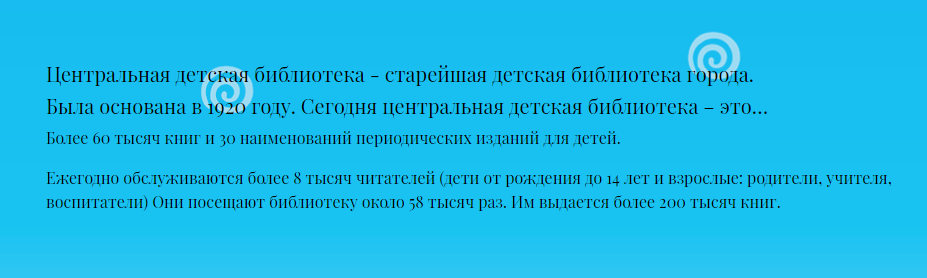 Центральная детская библиотека - старейшая детская библиотека города.
Была основана в 1920 году. Сегодня центральная детская библиотека – это...
Более 60 тысяч книг и 30 наименований периодических изданий для детей.
Ежегодно обслуживаются более 8 тысяч читателей (дети от рождения до 14 лет и взрослые: родители, учителя,
воспитатели) Они посещают библиотеку около 58 тысяч раз. Им выдается более 200 тысяч книг.